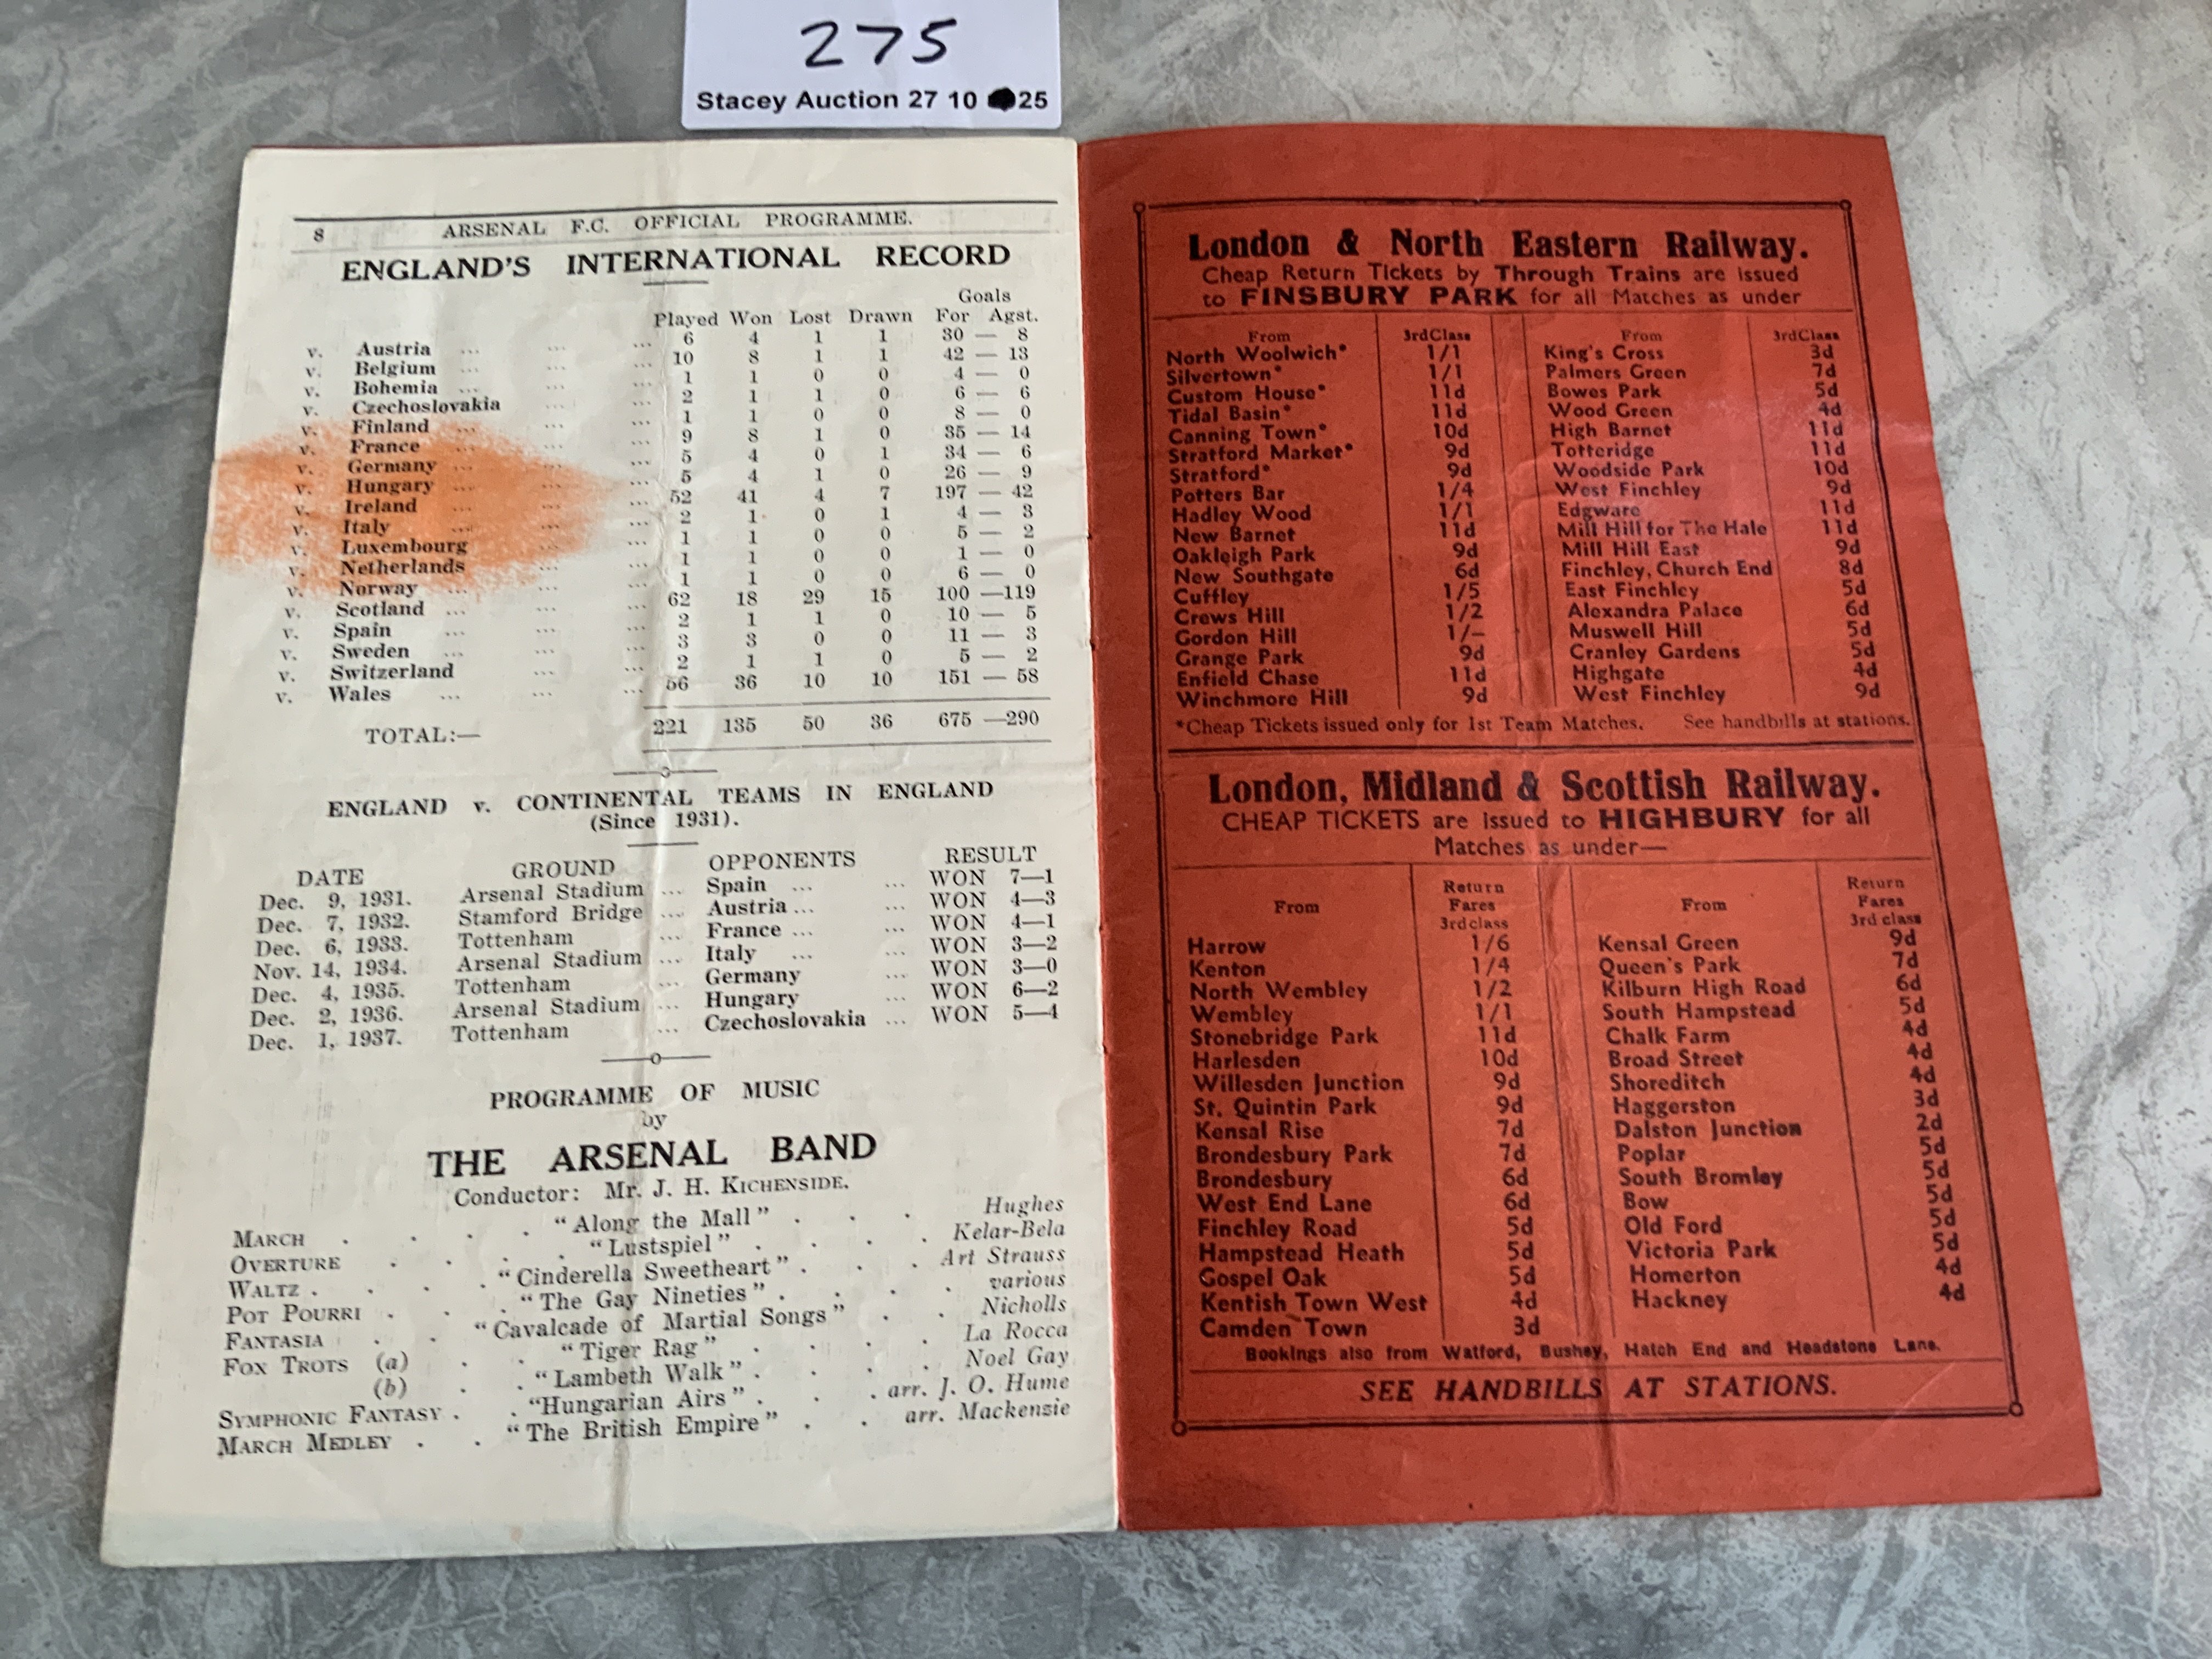 275
Stacey Auction 27 10 25
8 ARSENAL F.C. OFFICIAL PROGRAMME.
ENGLAND'S INTERNATIONAL RECORD
Goals
Played Won Lost Drawn For Agst.
v. Austria ... ... ... 6 4 1 1 30 — 8
v. Belgium ... ... ... 10 8 1 1 42 — 13
v. Bohemia ... ... ... 1 1 0 0 4 — 0
v. Czechoslovakia ... ... 2 1 1 0 6 — 6
v. Finland ... ... ... 1 1 0 0 8 — 0
v. France ... ... ... 9 8 1 0 35 — 14
v. Germany ... ... ... 5 4 0 1 34 — 6
v. Hungary ... ... ... 5 4 1 0 26 — 9
v. Ireland ... ... ... 52 41 4 7 197 — 42
v. Italy ... ... ... 2 1 0 1 4 — 3
v. Luxembourg ... ... 1 1 0 0 5 — 2
v. Netherlands ... ... 1 1 0 0 1 — 0
v. Norway ... ... ... 1 1 0 0 6 — 0
v. Scotland ... ... ... 62 18 29 15 100 —119
v. Spain ... ... ... 2 1 1 0 10 — 5
v. Sweden ... ... ... 3 3 0 0 11 — 3
v. Switzerland ... ... 2 1 1 0 5 — 2
v. Wales ... ... ... 56 36 10 10 151 — 58
TOTAL:— 221 135 50 36 675 —290
ENGLAND v. CONTINENTAL TEAMS IN ENGLAND
(Since 1931).
DATE GROUND OPPONENTS RESULT
Dec. 9, 1931. Arsenal Stadium ... Spain ... ... WON 7—1
Dec. 7, 1932. Stamford Bridge ... Austria ... ... WON 4—3
Dec. 6, 1933. Tottenham ... France ... ... WON 4—1
Nov. 14, 1934. Arsenal Stadium ... Italy ... ... WON 3—2
Dec. 4, 1935. Tottenham ... Germany ... WON 3—0
Dec. 2, 1936. Arsenal Stadium ... Hungary ... WON 6—2
Dec. 1, 1937. Tottenham ... Czechoslovakia ... WON 5—4
PROGRAMME OF MUSIC
by
THE ARSENAL BAND
Conductor: Mr. J. H. KICHENSIDE.
MARCH . . . . "Along the Mall" . . . Hughes
OVERTURE . . . "Lustspiel" . . . . Kelar-Bela
WALTZ . . . . "Cinderella Sweetheart" . . . Art Strauss
POT POURRI . . . "The Gay Nineties" . . . . various
FANTASIA . . "Cavalcade of Martial Songs" . . Nicholls
FOX TROTS (a) . . "Tiger Rag" . . . . La Rocca
(b) . . "Lambeth Walk" . . . . Noel Gay
SYMPHONIC FANTASY . . "Hungarian Airs" . . . arr. J. O. Hume
MARCH MEDLEY . . "The British Empire" . . arr. Mackenzie
London & North Eastern Railway.
Cheap Return Tickets by Through Trains are issued
to FINSBURY PARK for all Matches as under
From 3rd Class From 3rd Class
North Woolwich* 1/1 King's Cross 3d
Silvertown* 1/1 Palmers Green 7d
Custom House* 11d Bowes Park 5d
Tidal Basin* 11d Wood Green 4d
Canning Town* 10d High Barnet 11d
Stratford Market* 9d Totteridge 11d
Stratford* 9d Woodside Park 10d
Potters Bar 1/4 West Finchley 9d
Hadley Wood 1/1 Edgware 11d
New Barnet 11d Mill Hill for The Hale 11d
Oakleigh Park 9d Mill Hill East 9d
New Southgate 6d Finchley, Church End 8d
Cuffley 1/5 East Finchley 5d
Crews Hill 1/2 Alexandra Palace 6d
Gordon Hill 1/- Muswell Hill 5d
Grange Park 9d Cranley Gardens 5d
Enfield Chase 11d Highgate 4d
Winchmore Hill 9d West Finchley 9d
*Cheap Tickets issued only for 1st Team Matches. See handbills at stations.
London, Midland & Scottish Railway.
CHEAP TICKETS are issued to HIGHBURY for all
Matches as under—
From Return Fares 3rd class From Return Fares 3rd class
Harrow 1/6 Kensal Green 9d
Kenton 1/4 Queen's Park 7d
North Wembley 1/2 Kilburn High Road 6d
Wembley 1/1 South Hampstead 5d
Stonebridge Park 11d Chalk Farm 4d
Harlesden 10d Broad Street 4d
Willesden Junction 9d Shoreditch 4d
St. Quintin Park 9d Haggerston 3d
Kensal Rise 7d Dalston Junction 2d
Brondesbury Park 7d Poplar 5d
Brondesbury 6d South Bromley 5d
West End Lane 6d Bow 5d
Finchley Road 5d Old Ford 5d
Hampstead Heath 5d Victoria Park 5d
Gospel Oak 5d Homerton 4d
Kentish Town West 4d Hackney 4d
Camden Town 3d
Bookings also from Watford, Bushey, Hatch End and Headstone Lane.
SEE HANDBILLS AT STATIONS.